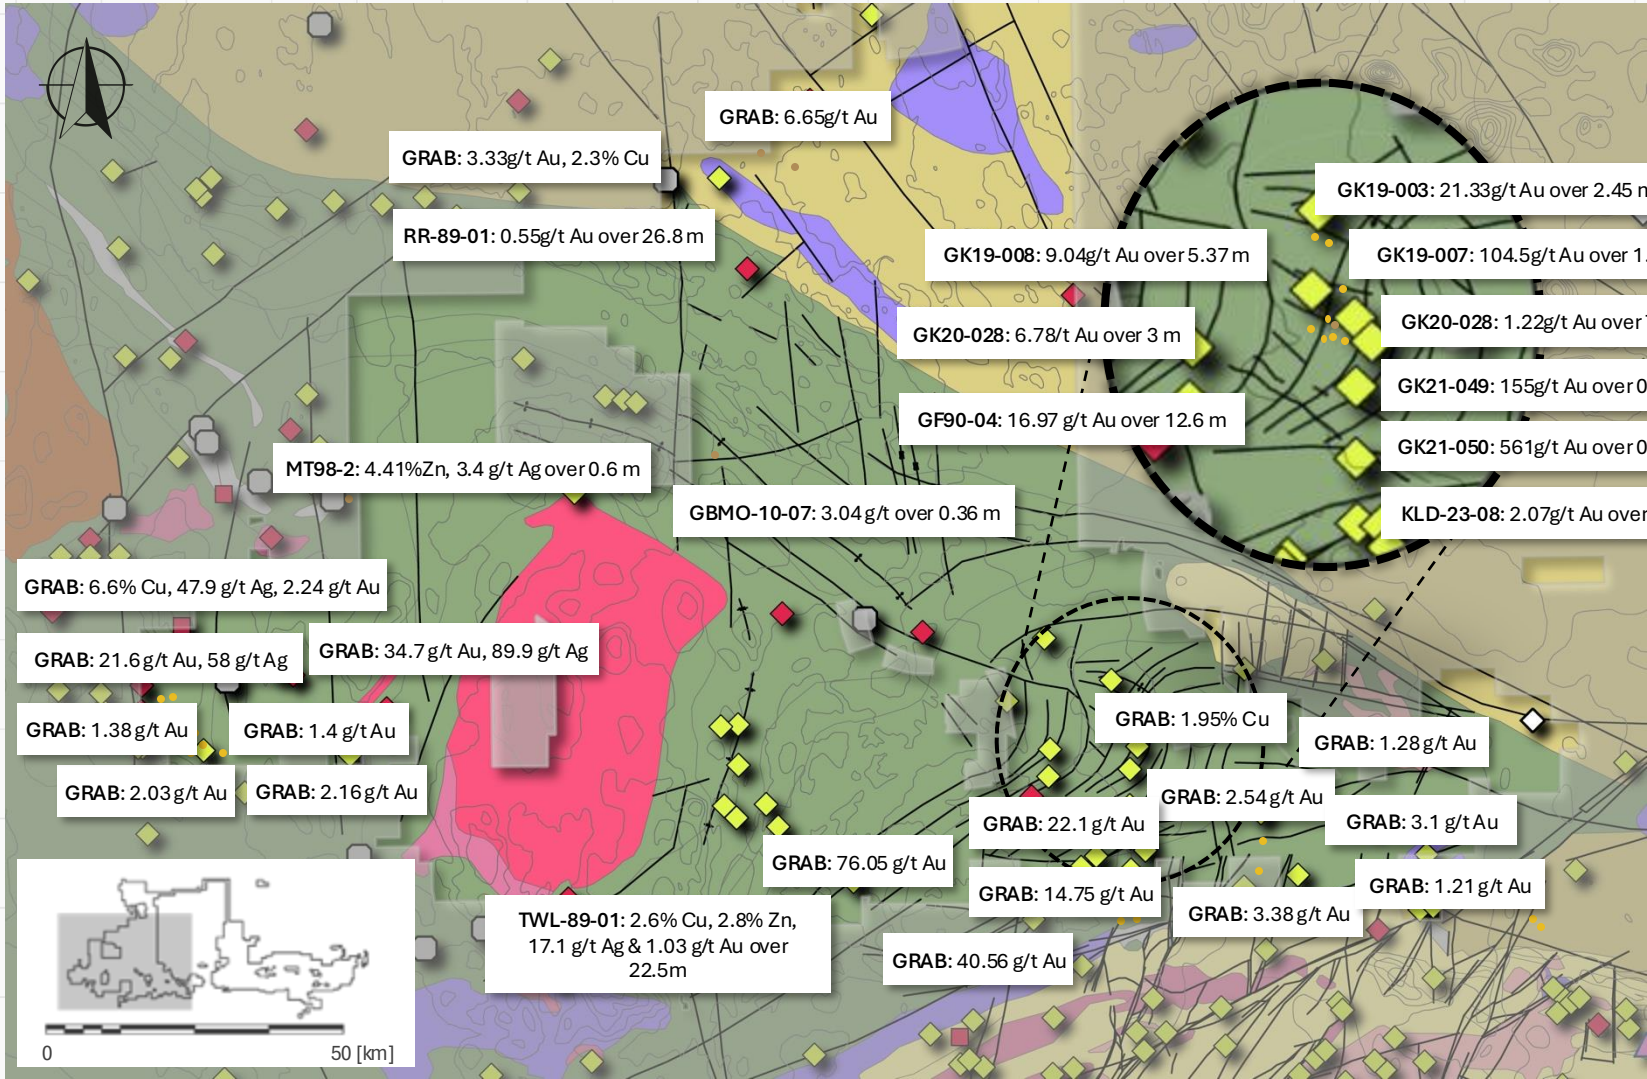 GRAB: 6.65g/t Au
GRAB: 3.33g/t Au, 2.3% Cu
GK19-003: 21.33g/t Au over 2.45 m
RR-89-01: 0.55g/t Au over 26.8 m
GK19-008: 9.04g/t Au over 5.37 m
GK19-007: 104.5g/t Au over 1.
GK20-028: 6.78/t Au over 3 m
GK20-028: 1.22g/t Au over
GK21-049: 155g/t Au over 0
GF90-04: 16.97 g/t Au over 12.6 m
GK21-050: 561g/t Au over 0
MT98-2: 4.41%Zn, 3.4 g/t Ag over 0.6 m
GBMO-10-07: 3.04 g/t over 0.36 m
KLD-23-08: 2.07g/t Au over
GRAB: 6.6% Cu, 47.9 g/t Ag, 2.24 g/t Au
GRAB: 21.6g/t Au, 58 g/t Ag
GRAB: 34.7 g/t Au, 89.9 g/t Ag
GRAB: 1.38 g/t Au
GRAB: 1.4 g/t Au
GRAB: 1.95% Cu
GRAB: 1.28 g/t Au
GRAB: 2.03 g/t Au
GRAB: 2.16 g/t Au
GRAB: 2.54 g/t Au
GRAB: 22.1 g/t Au
GRAB: 3.1 g/t Au
GRAB: 76.05 g/t Au
GRAB: 14.75 g/t Au
GRAB: 1.21 g/t Au
GRAB: 3.38 g/t Au
TWL-89-01: 2.6% Cu, 2.8% Zn,
17.1 g/t Ag & 1.03 g/t Au over
22.5m
GRAB: 40.56 g/t Au
0 50 [km]